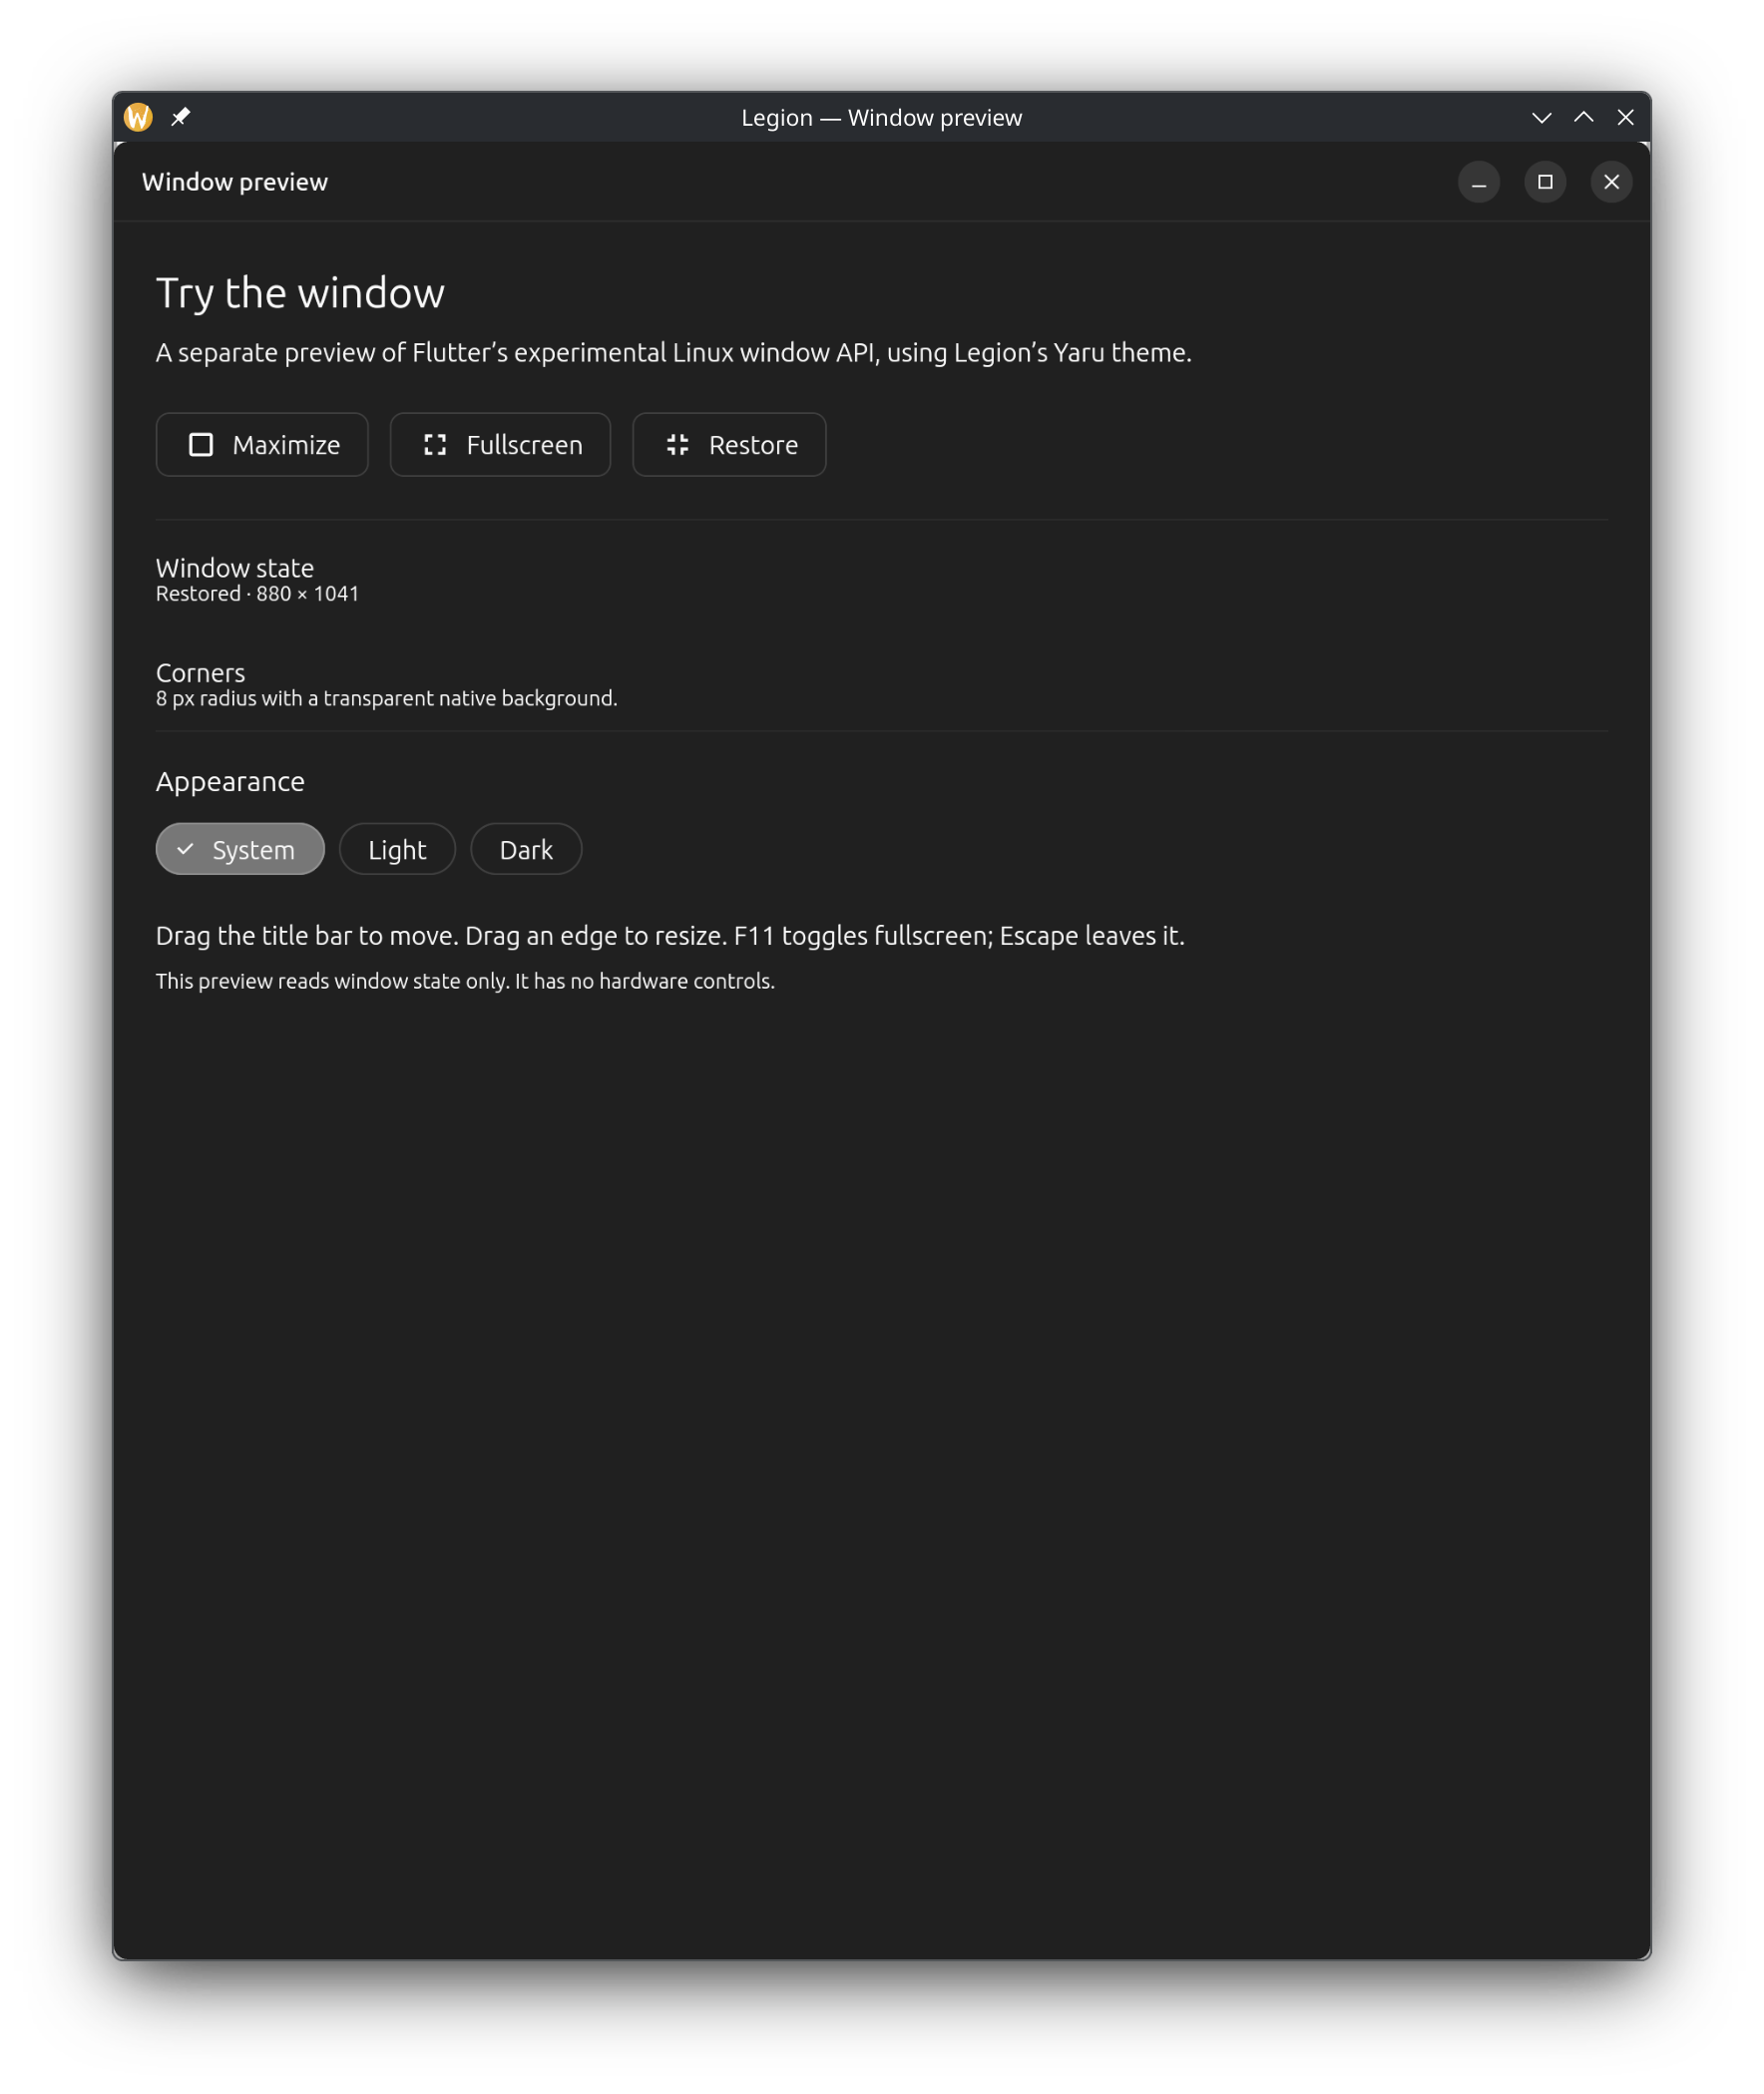 Legion — Window preview
Window preview
Try the window
A separate preview of Flutter’s experimental Linux window API, using Legion’s Yaru theme.
Maximize
Fullscreen
Restore
Window state
Restored · 880 × 1041
Corners
8 px radius with a transparent native background.
Appearance
System
Light
Dark
Drag the title bar to move. Drag an edge to resize. F11 toggles fullscreen; Escape leaves it.
This preview reads window state only. It has no hardware controls.